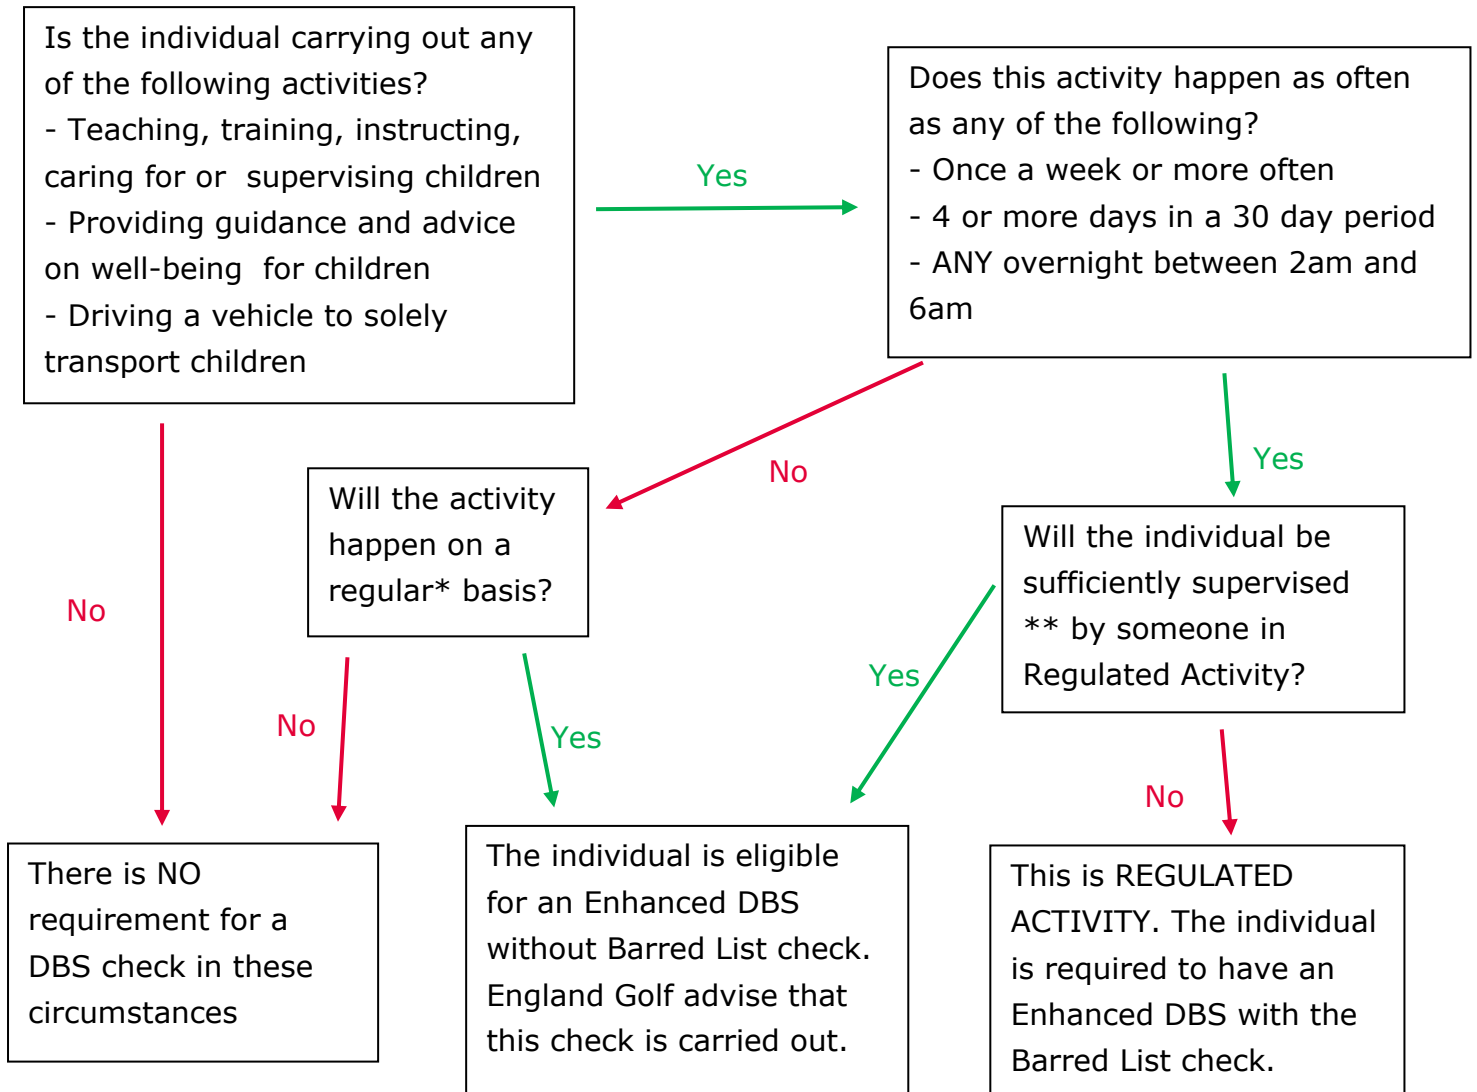 Is the individual carrying out any
of the following activities?
- Teaching, training, instructing,
caring for or supervising children
- Providing guidance and advice
on well-being for children
- Driving a vehicle to solely
transport children
Yes
Does this activity happen as often
as any of the following?
- Once a week or more often
- 4 or more days in a 30 day period
- ANY overnight between 2am and
6am
No
Will the activity
happen on a
regular* basis?
No
Yes
Will the individual be
sufficiently supervised
** by someone in
Regulated Activity?
No
Yes
Yes
No
There is NO
requirement for a
DBS check in these
circumstances
The individual is eligible
for an Enhanced DBS
without Barred List check.
England Golf advise that
this check is carried out.
This is REGULATED
ACTIVITY. The individual
is required to have an
Enhanced DBS with the
Barred List check.